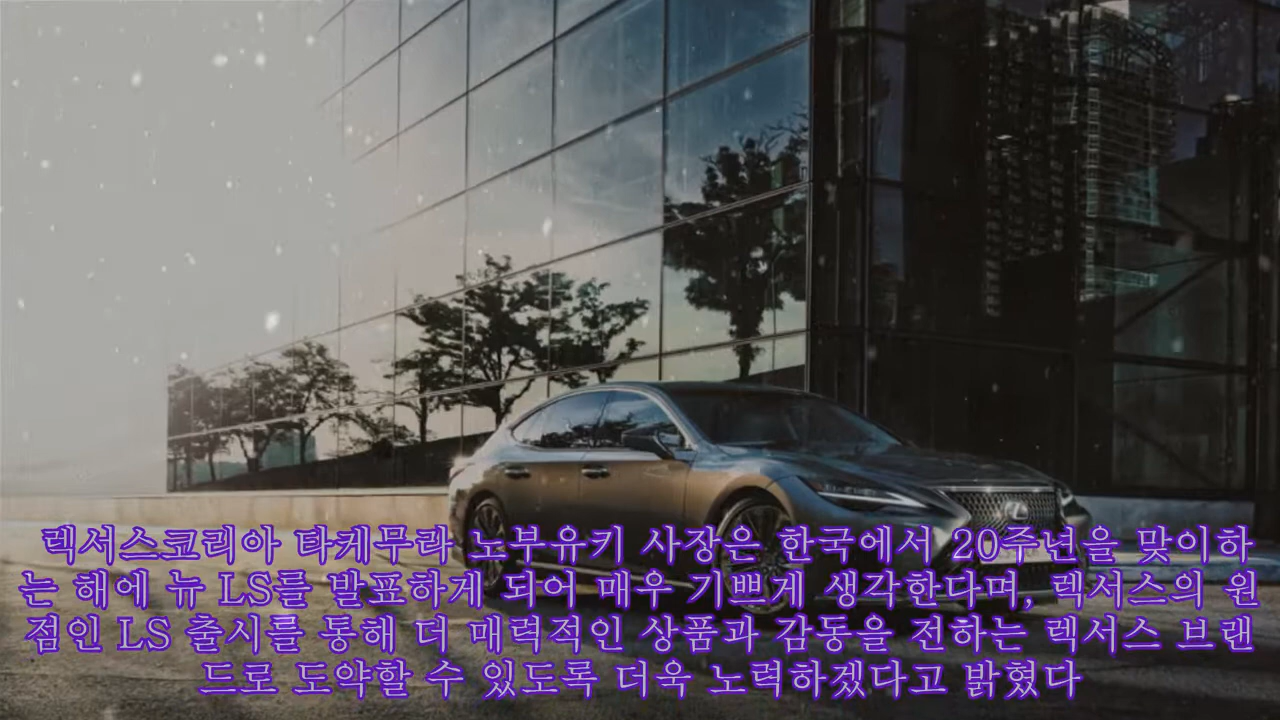 렉서스코리아 타케무라 노부유키 사장은 한국에서 20주년을 맞이하
는 해에 뉴 LS를 발표하게 되어 매우 기쁘게 생각한다며, 렉서스의 원
점인 LS 출시를 통해 더 매력적인 상품과 감동을 전하는 렉서스 브랜
드로 도약할 수 있도록 더욱 노력하겠다고 밝혔다